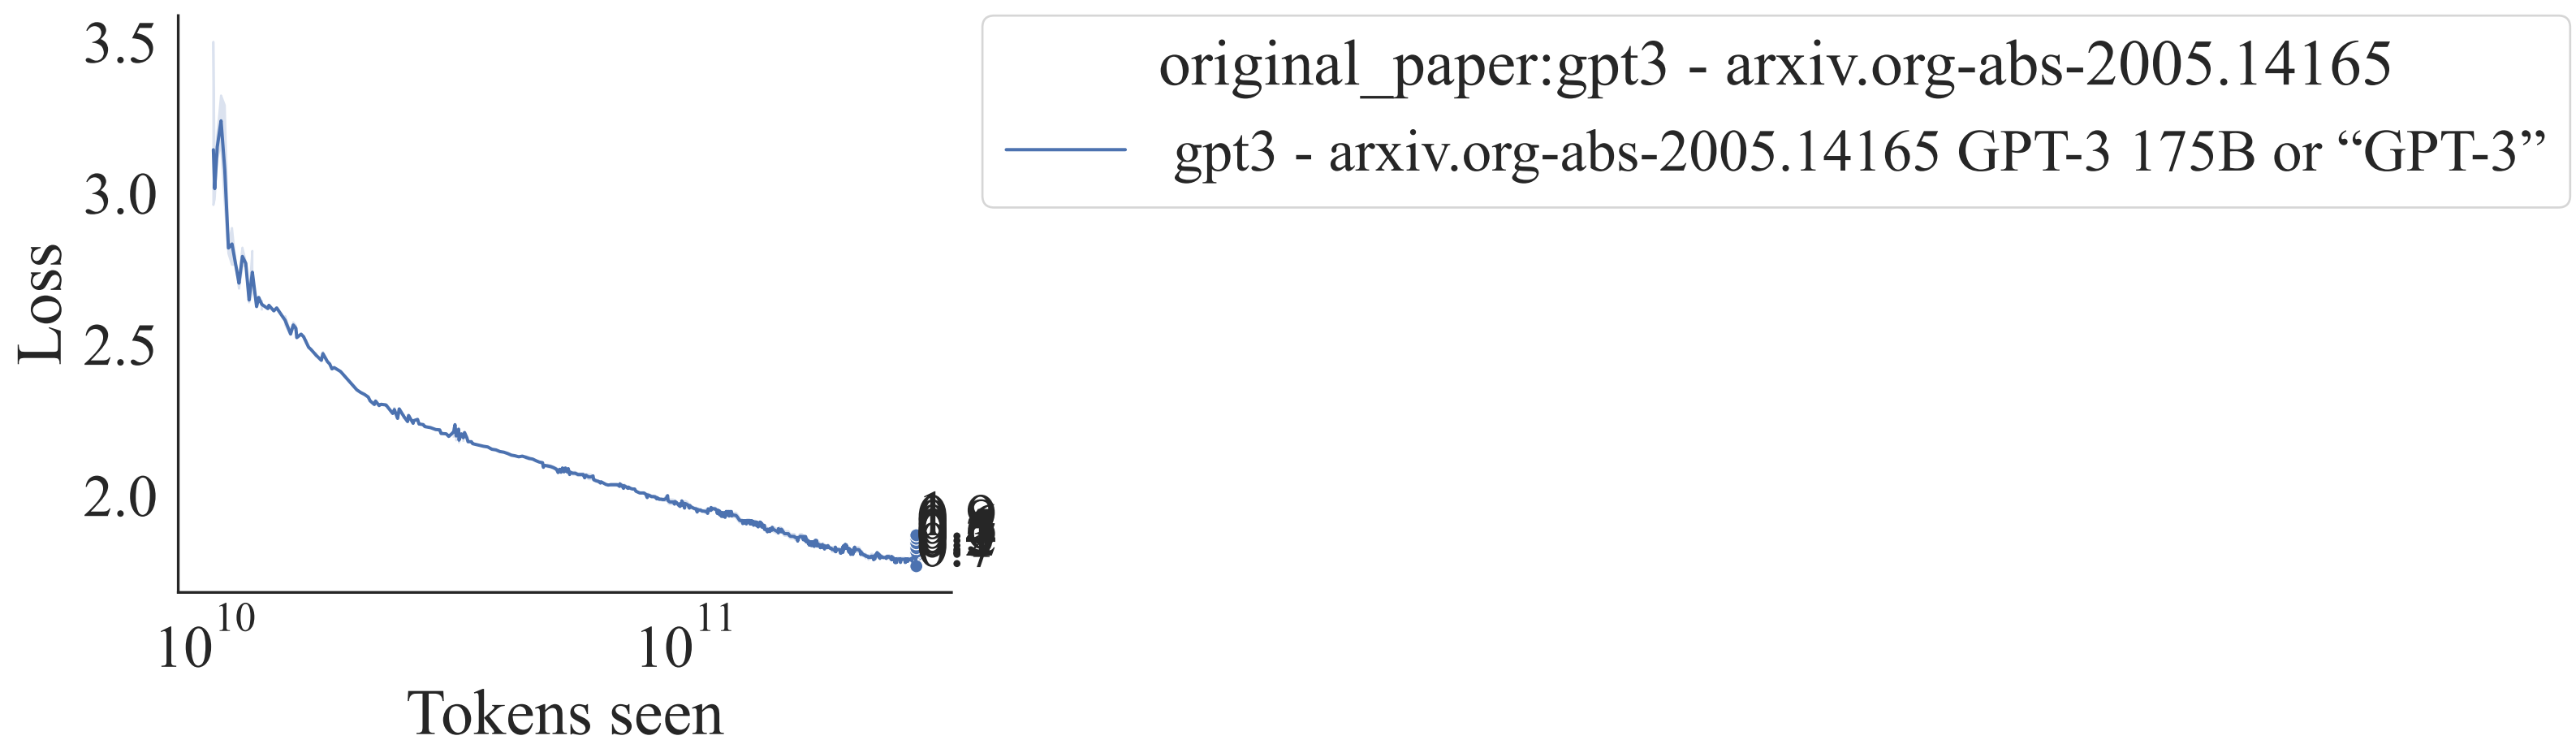 3.5
3.0
2.5
2.0
Loss
10^10
10^11
Tokens seen
original_paper:gpt3 - arxiv.org-abs-2005.14165
gpt3 - arxiv.org-abs-2005.14165 GPT-3 175B or “GPT-3”